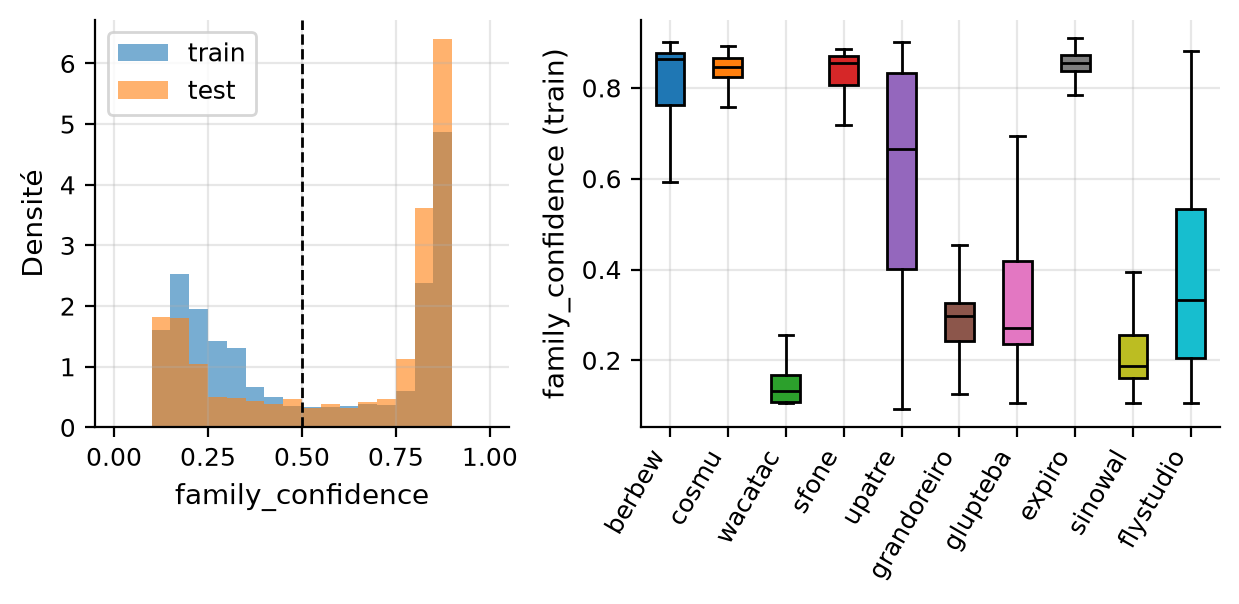 train
test
Densité
6
5
4
3
2
1
0
0.00 0.25 0.50 0.75 1.00
family_confidence
family_confidence (train)
0.8
0.6
0.4
0.2
berbew
cosmu
wacatac
sfone
upatre
grandoreiro
glupteba
expiro
sinowal
flystudio